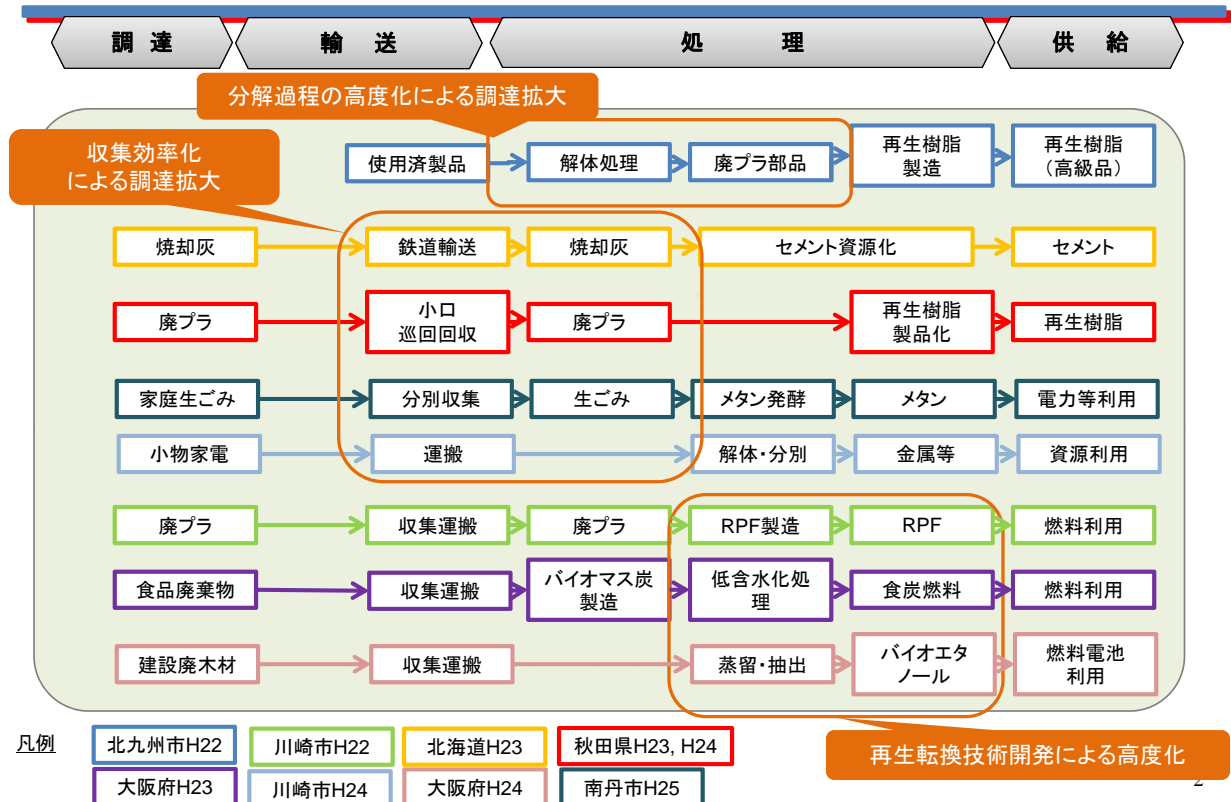 調 達
輸 送
処 理
供 給
分解過程の高度化による調達拡大
収集効率化
による調達拡大
使用済製品
解体処理
廃プラ部品
再生樹脂
製造
再生樹脂
(高級品)
焼却灰
鉄道輸送
焼却灰
セメント資源化
セメント
廃プラ
小口
巡回回収
廃プラ
再生樹脂
製品化
再生樹脂
家庭生ごみ
分別収集
生ごみ
メタン発酵
メタン
電力等利用
小物家電
運搬
解体・分別
金属等
資源利用
廃プラ
収集運搬
廃プラ
RPF製造
RPF
燃料利用
食品廃棄物
収集運搬
バイオマス炭
製造
低含水化処
理
食炭燃料
燃料利用
建設廃木材
収集運搬
蒸留・抽出
バイオエタ
ノール
燃料電池
利用
凡例
北九州市H22
川崎市H22
北海道H23
秋田県H23, H24
再生転換技術開発による高度化
大阪府H23
川崎市H24
大阪府H24
南丹市H25
2